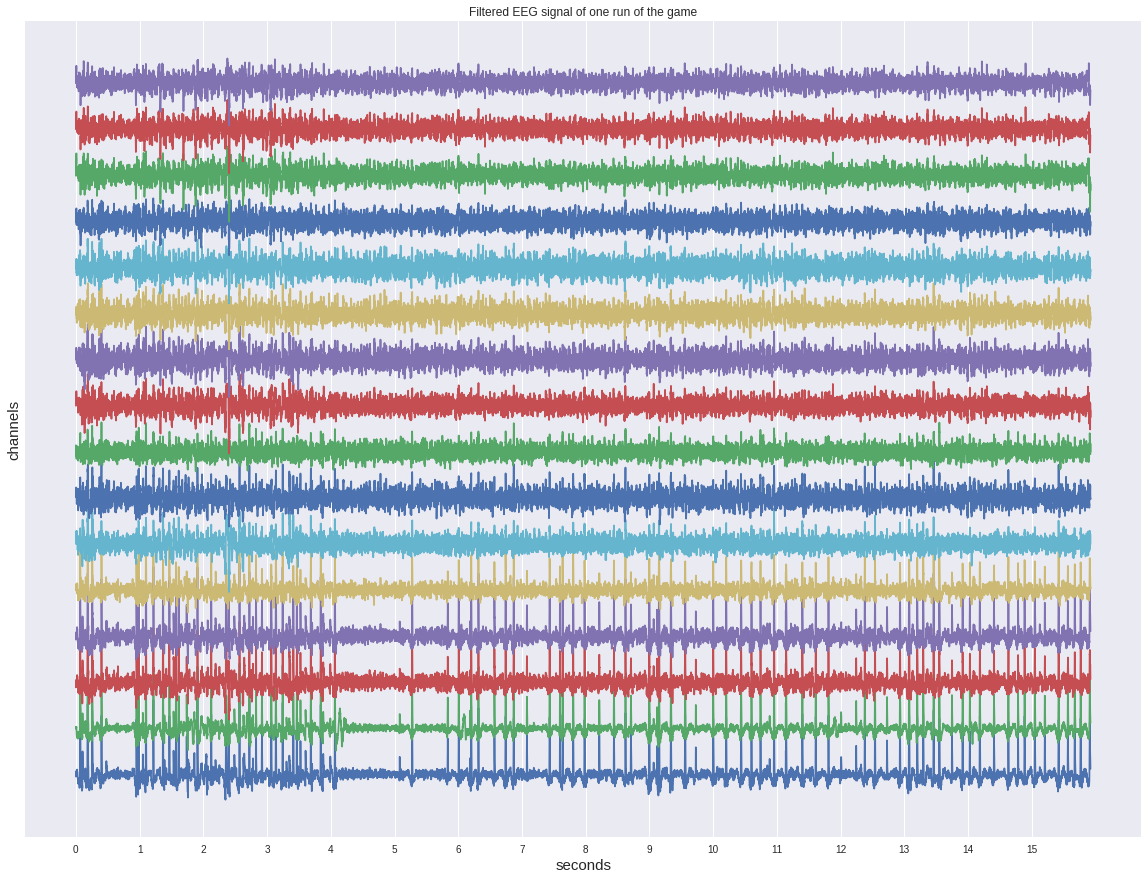 Filtered EEG signal of one run of the game
channels
0 1 2 3 4 5 6 7 8 9 10 11 12 13 14 15
seconds